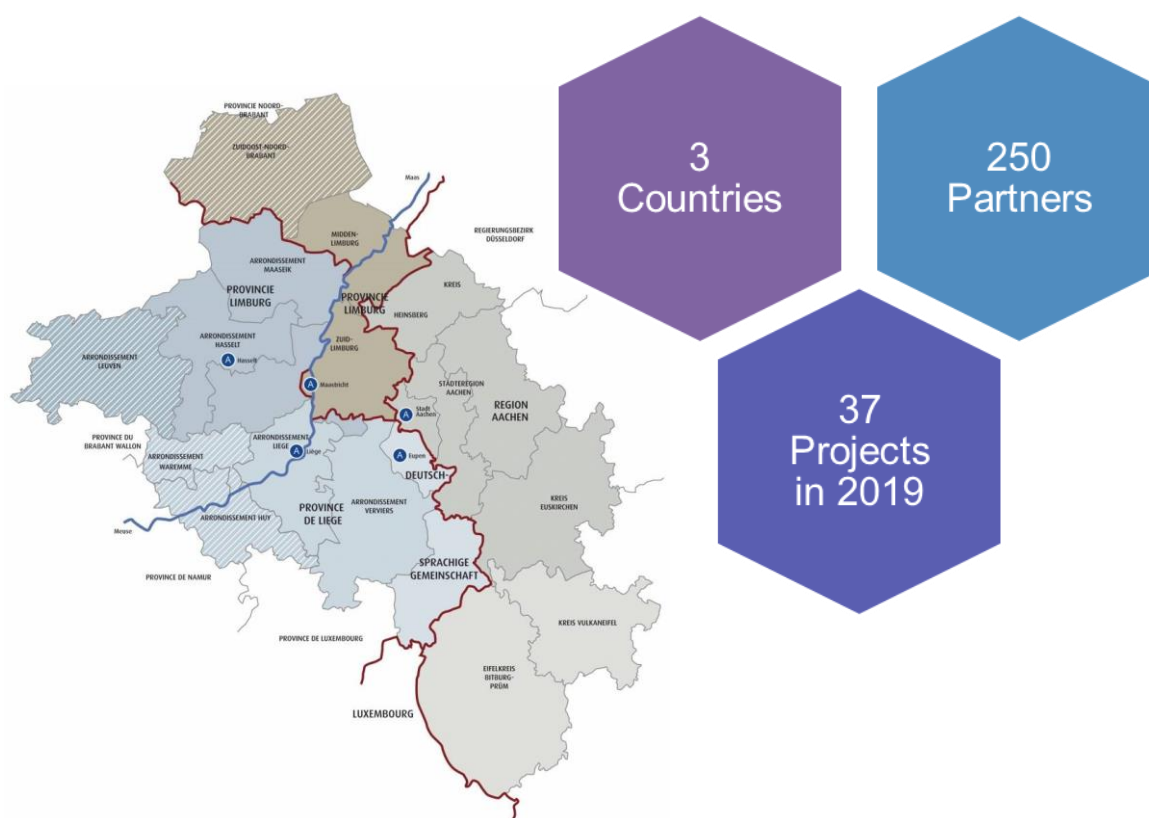 PROVINCIE NOORD-
BRABANT
ZUIDOOST-NOORD-
BRABANT
Maas
MIDDEN-
LIMBURG
REGIERUNGSBEZIRK
DÜSSELDORF
ARRONDISSEMENT
MAASEIK
PROVINCIE
LIMBURG
PROVINCIE
LIMBURG
KREIS
HEINSBERG
ARRONDISSEMENT
HASSELT
A Hasselt
ZUID-
LIMBURG
ARRONDISSEMENT
LEUVEN
A Maastricht
STÄDTEREGION
AACHEN
REGION
AACHEN
A Stadt
Aachen
PROVINCE DU
BRABANT WALLON
ARRONDISSEMENT
LIEGE
A Liège
A Eupen
ARRONDISSEMENT
WAREMME
DEUTSCH-
KREIS
EUSKIRCHEN
ARRONDISSEMENT HUY
PROVINCE
DE LIEGE
ARRONDISSEMENT
VERVIERS
Meuse
SPRACHIGE
GEMEINSCHAFT
PROVINCE DE NAMUR
KREIS VULKANEIFEL
PROVINCE DE LUXEMBOURG
EIFELKREIS
BITBURG-
PRÜM
LUXEMBOURG
3
Countries
250
Partners
37
Projects
in 2019